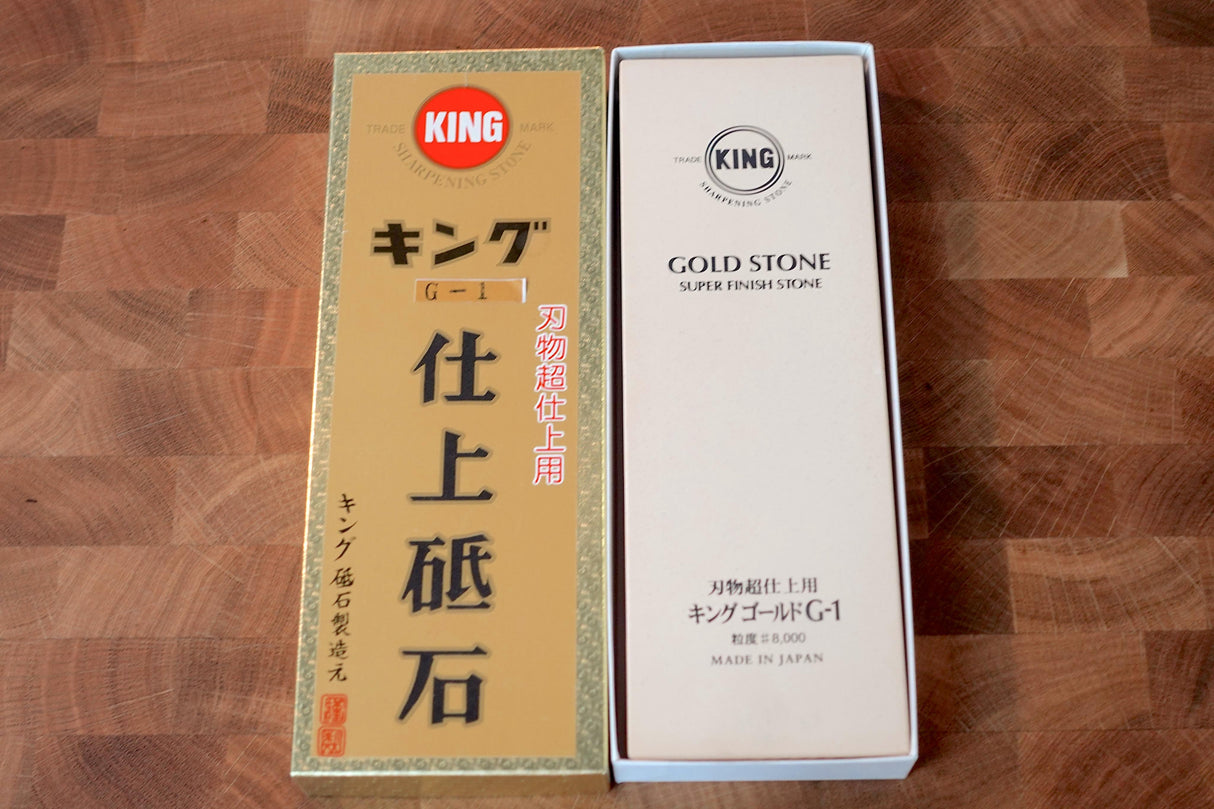 TRADE KING MARK
SHARPENING STONE
キング
G-1
刃物超仕上用
仕上砥石
キング砥石製造元
TRADE KING MARK
SHARPENING STONE
GOLD STONE
SUPER FINISH STONE
刃物超仕上用
キングゴールドG-1
粒度#8,000
MADE IN JAPAN